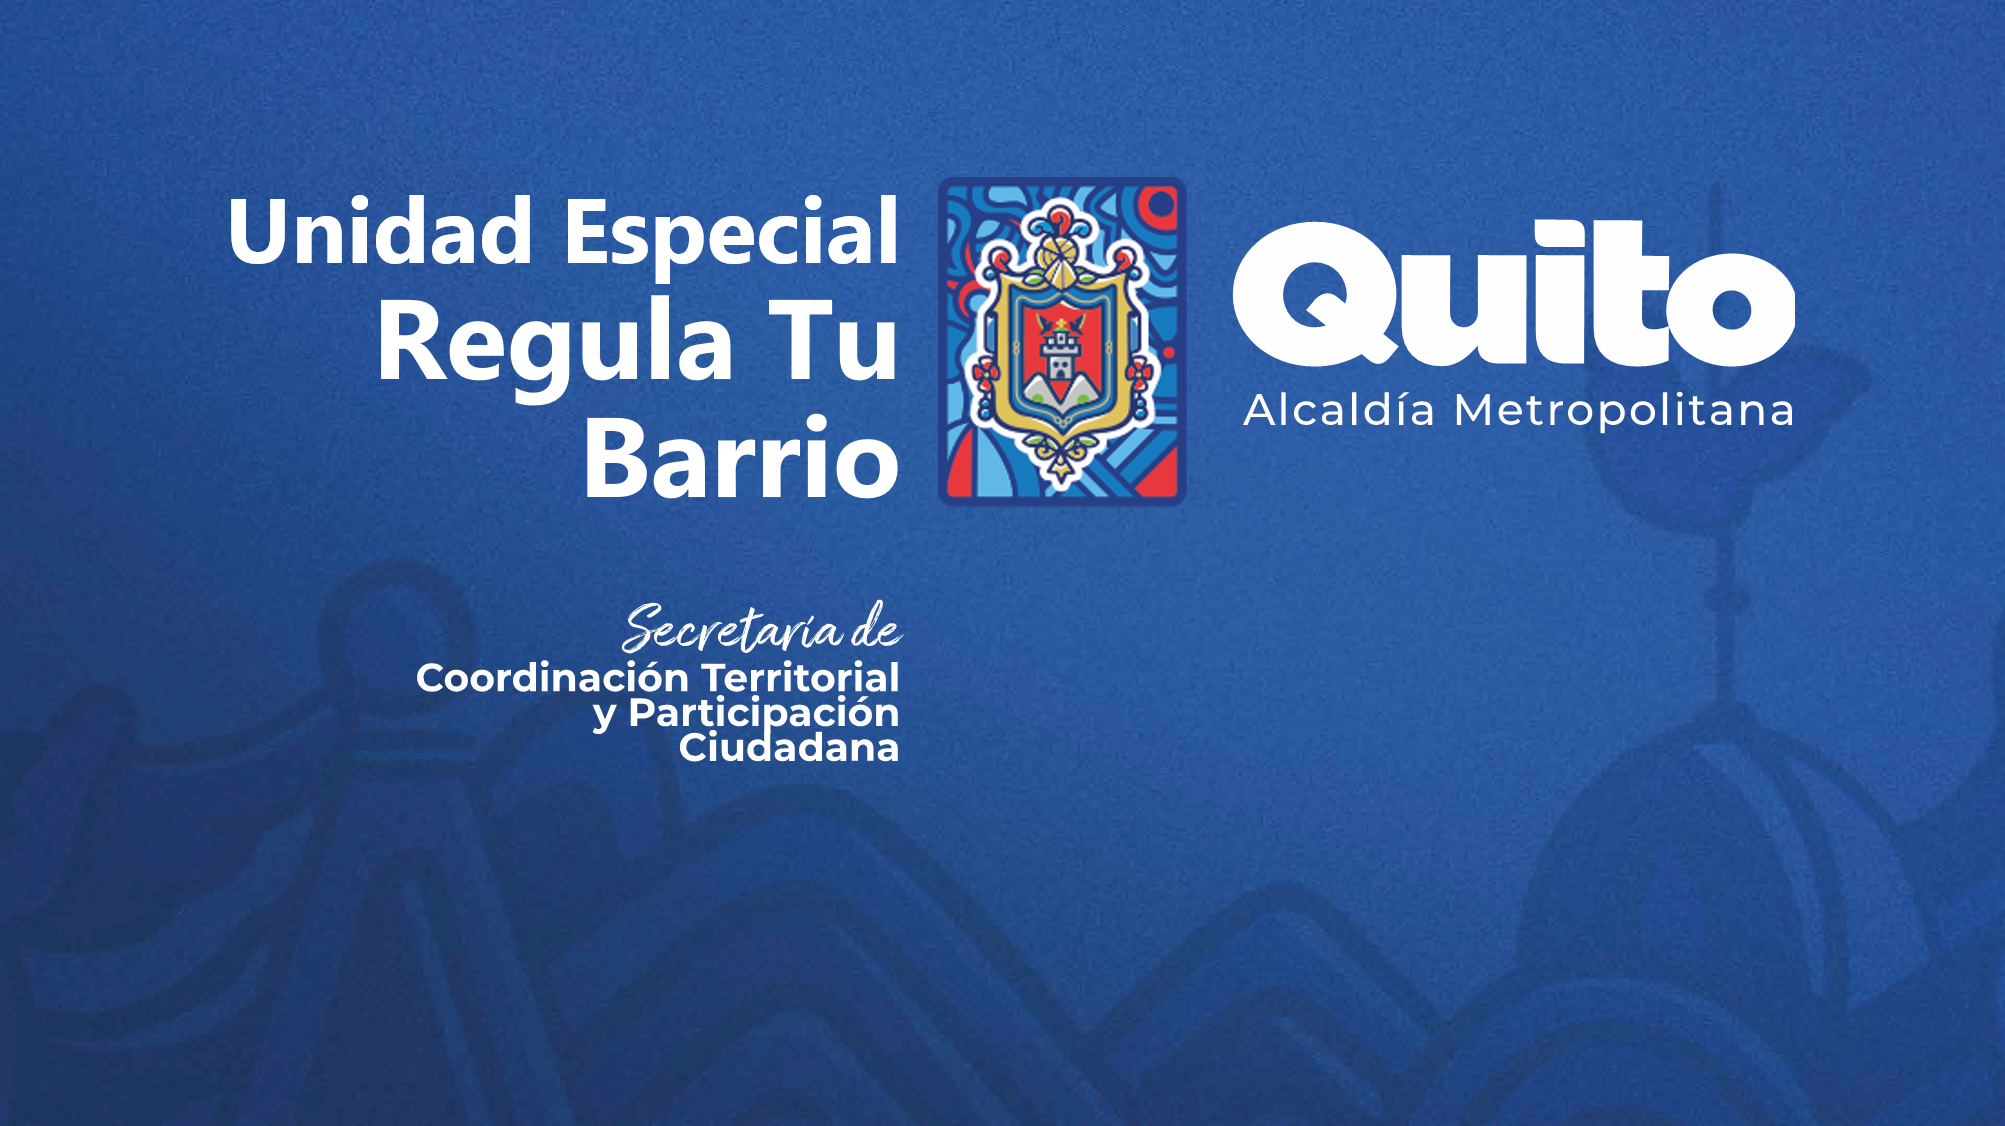 Unidad Especial
Regula Tu
Barrio
Quito
Alcaldía Metropolitana
Secretaría de
Coordinación Territorial
y Participación
Ciudadana